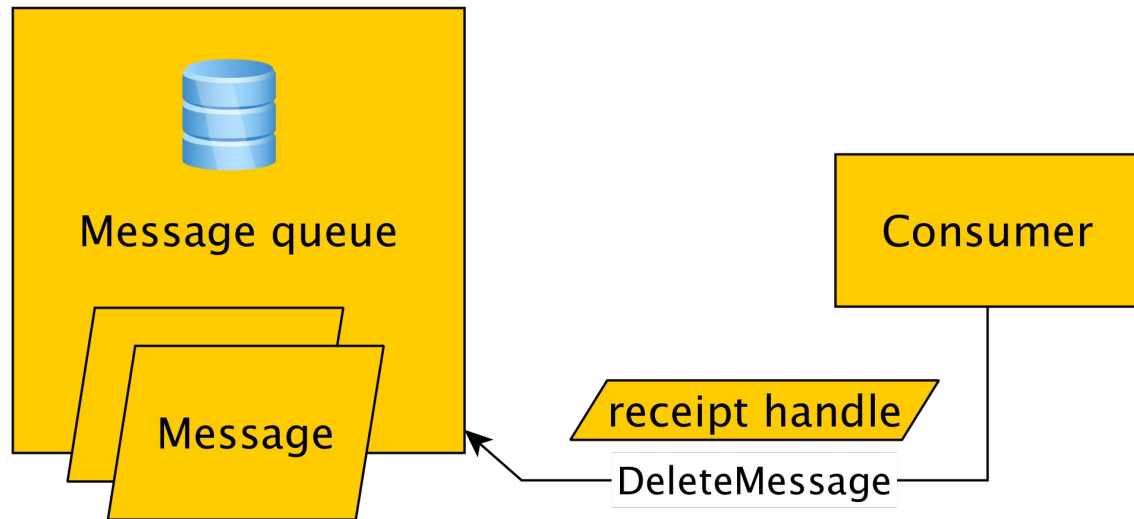 Message queue
Consumer
Message
receipt handle
DeleteMessage